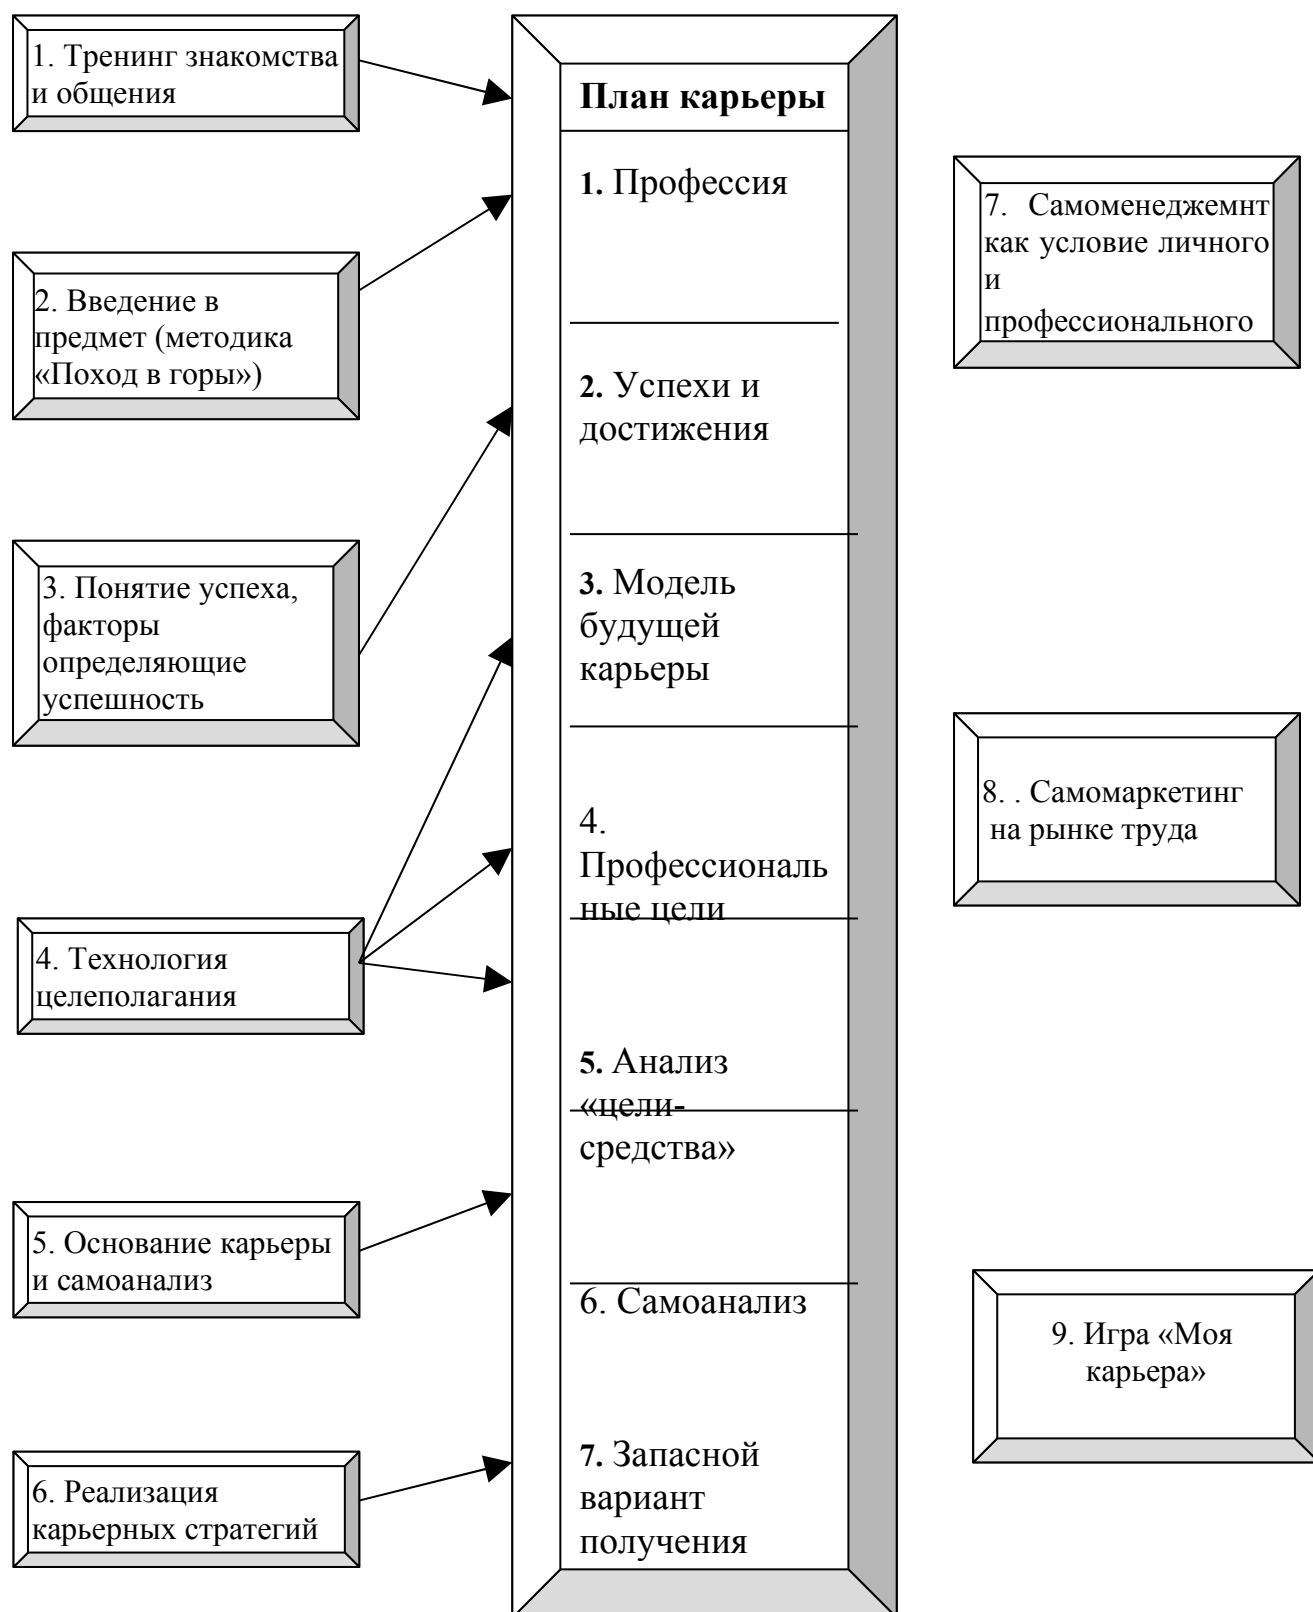 1. Тренинг знакомства
и общения
2. Введение в
предмет (методика
«Поход в горы»)
3. Понятие успеха,
факторы
определяющие
успешность
4. Технология
целеполагания
5. Основание карьеры
и самоанализ
6. Реализация
карьерных стратегий
План карьеры
1. Профессия
2. Успехи и
достижения
3. Модель
будущей
карьеры
4.
Профессиональ
ные цели
5. Анализ
«цели-
средства»
6. Самоанализ
7. Запасной
вариант
получения
7. Самоменеджемнт
как условие личного
и
профессионального
8. . Самомаркетинг
на рынке труда
9. Игра «Моя
карьера»